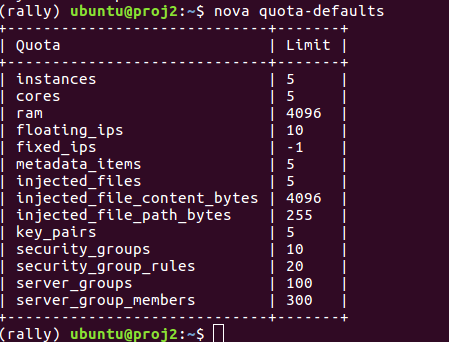 (rally) ubuntu@proj2:~$ nova quota-defaults
+-----------------------------+-------+
| Quota                       | Limit |
+-----------------------------+-------+
| instances                   | 5     |
| cores                       | 5     |
| ram                         | 4096  |
| floating_ips                | 10    |
| fixed_ips                   | -1    |
| metadata_items              | 5     |
| injected_files              | 5     |
| injected_file_content_bytes | 4096  |
| injected_file_path_bytes    | 255   |
| key_pairs                   | 5     |
| security_groups             | 10    |
| security_group_rules        | 20    |
| server_groups               | 100   |
| server_group_members        | 300   |
+-----------------------------+-------+
(rally) ubuntu@proj2:~$